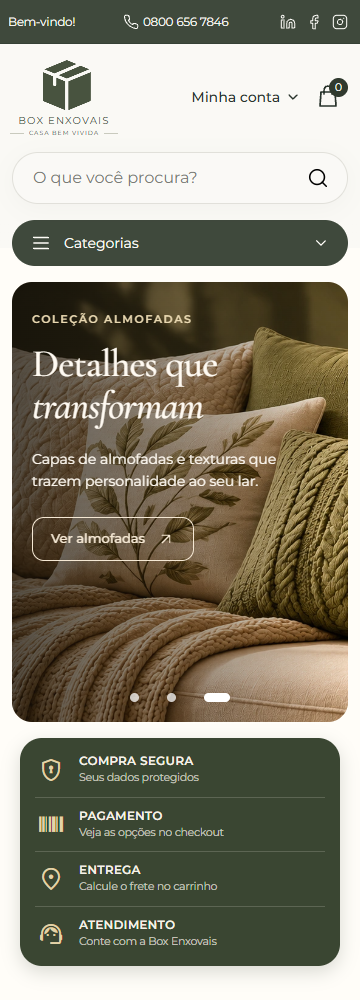 Bem-vindo!
0800 656 7846
BOX ENXOVAIS
CASA BEM VIVIDA
Minha conta
0
O que você procura?
Categorias
COLEÇÃO ALMOFADAS
Detalhes que
transformam
Capas de almofadas e texturas que
trazem personalidade ao seu lar.
Ver almofadas
COMPRA SEGURA
Seus dados protegidos
PAGAMENTO
Veja as opções no checkout
ENTREGA
Calcule o frete no carrinho
ATENDIMENTO
Conte com a Box Enxovais